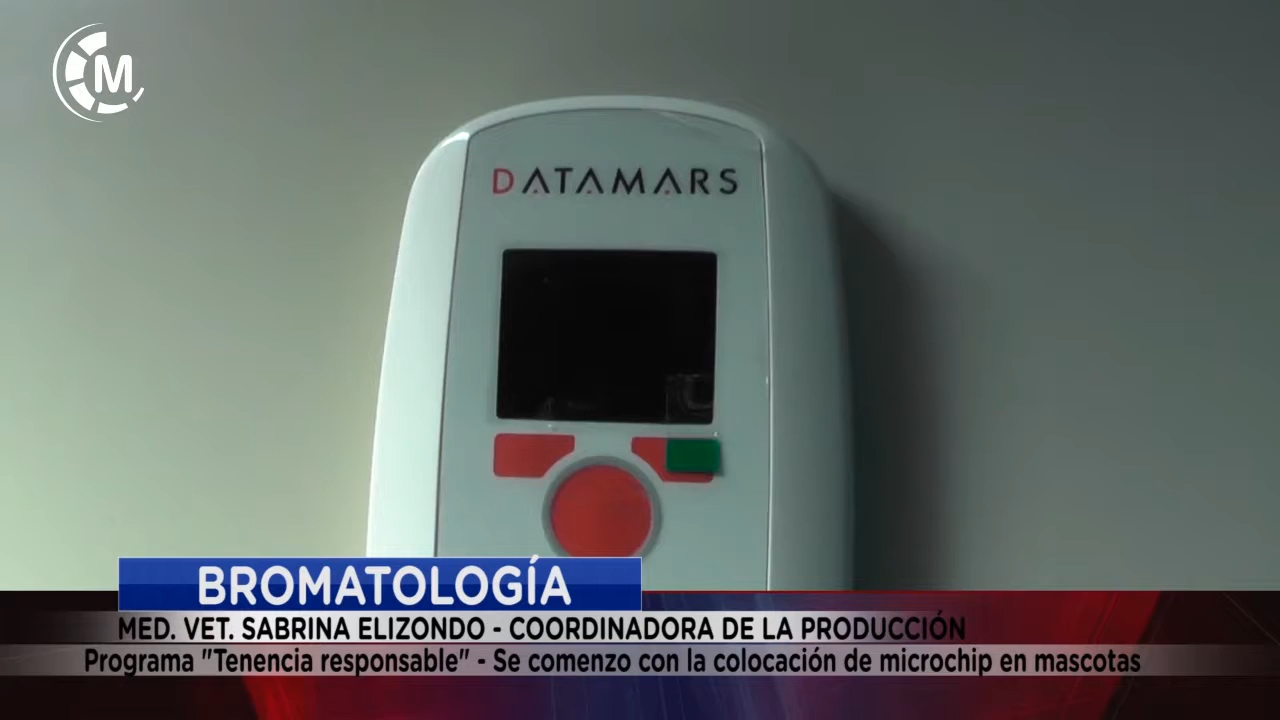 M
DATAMARS
BROMATOLOGÍA
MED. VET. SABRINA ELIZONDO - COORDINADORA DE LA PRODUCCIÓN
Programa "Tenencia responsable" - Se comenzo con la colocación de microchip en mascotas